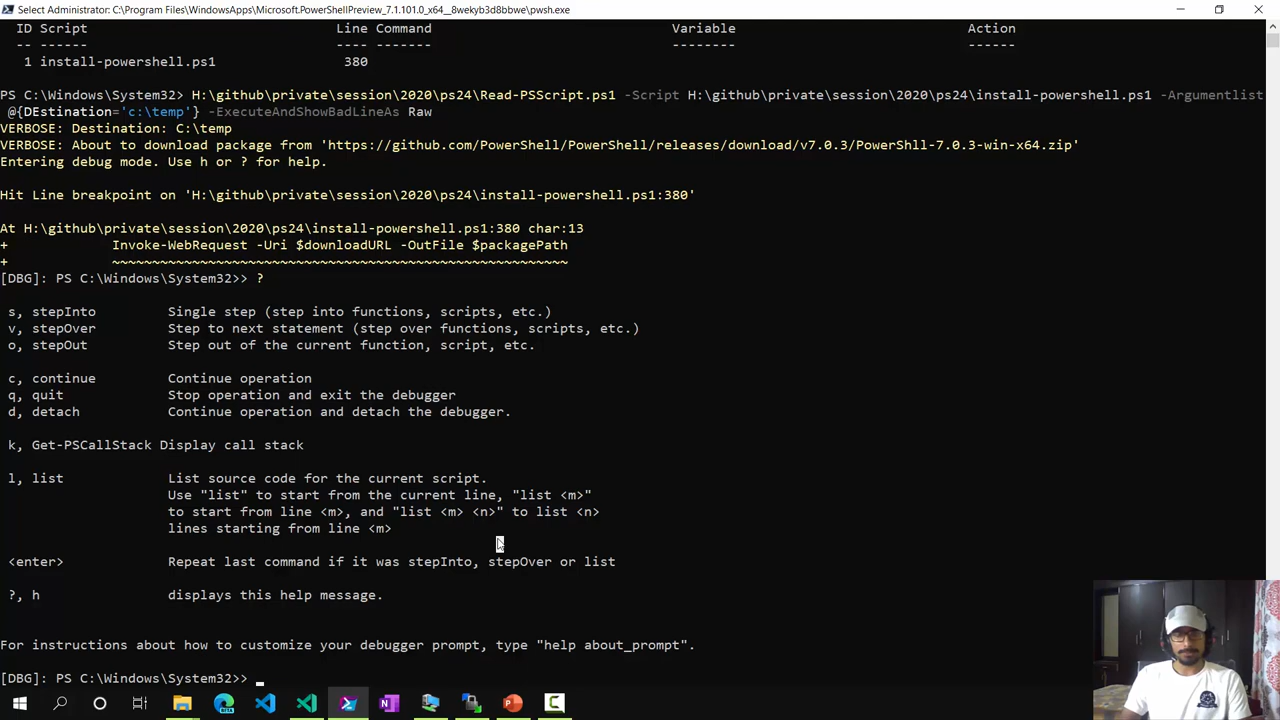 Select Administrator: C:\Program Files\WindowsApps\Microsoft.PowerShellPreview_7.1.101.0_x64__8wekyb3d8bbwe\pwsh.exe
ID Script Line Command Variable Action
-- ------ ---- ------- -------- ------
1 install-powershell.ps1 380
PS C:\Windows\System32> H:\github\private\session\2020\ps24\Read-PSScript.ps1 -Script H:\github\private\session\2020\ps24\install-powershell.ps1 -Argumentlist
@{DEstination='c:\temp'} -ExecuteAndShowBadLineAs Raw
VERBOSE: Destination: C:\temp
VERBOSE: About to download package from 'https://github.com/PowerShell/PowerShell/releases/download/v7.0.3/PowerShll-7.0.3-win-x64.zip'
Entering debug mode. Use h or ? for help.
Hit Line breakpoint on 'H:\github\private\session\2020\ps24\install-powershell.ps1:380'
At H:\github\private\session\2020\ps24\install-powershell.ps1:380 char:13
+ Invoke-WebRequest -Uri $downloadURL -OutFile $packagePath
+ ~~~~~~~~~~~~~~~~~~~~~~~~~~~~~~~~~~~~~~~~~~~~~~~~~~~~~~~~~
[DBG]: PS C:\Windows\System32>> ?
s, stepInto Single step (step into functions, scripts, etc.)
v, stepOver Step to next statement (step over functions, scripts, etc.)
o, stepOut Step out of the current function, script, etc.
c, continue Continue operation
q, quit Stop operation and exit the debugger
d, detach Continue operation and detach the debugger.
k, Get-PSCallStack Display call stack
l, list List source code for the current script.
Use "list" to start from the current line, "list <m>"
to start from line <m>, and "list <m> <n>" to list <n>
lines starting from line <m>
<enter> Repeat last command if it was stepInto, stepOver or list
?, h displays this help message.
For instructions about how to customize your debugger prompt, type "help about_prompt".
[DBG]: PS C:\Windows\System32>>